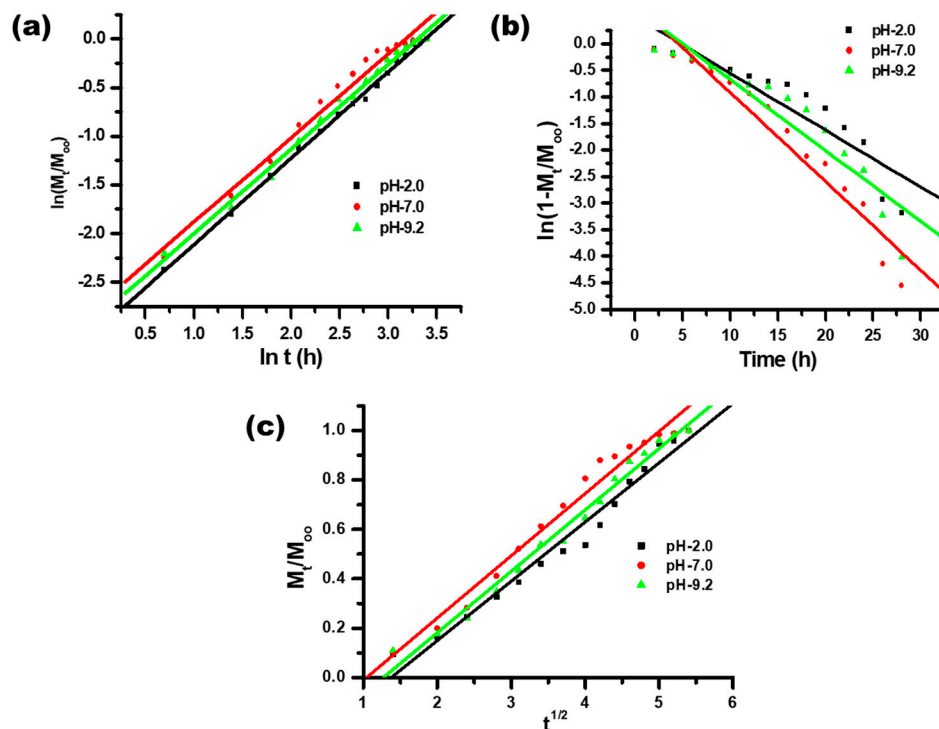 (a)
ln(Mt/Moo)
0.0
-0.5
-1.0
-1.5
-2.0
-2.5
pH-2.0
pH-7.0
pH-9.2
0.5 1.0 1.5 2.0 2.5 3.0 3.5
ln t (h)
(b)
ln(1-Mt/Moo)
0.0
-0.5
-1.0
-1.5
-2.0
-2.5
-3.0
-3.5
-4.0
-4.5
-5.0
pH-2.0
pH-7.0
pH-9.2
0 5 10 15 20 25 30
Time (h)
(c)
Mt/Moo
1.0
0.8
0.6
0.4
0.2
0.0
pH-2.0
pH-7.0
pH-9.2
1 2 3 4 5 6
t1/2